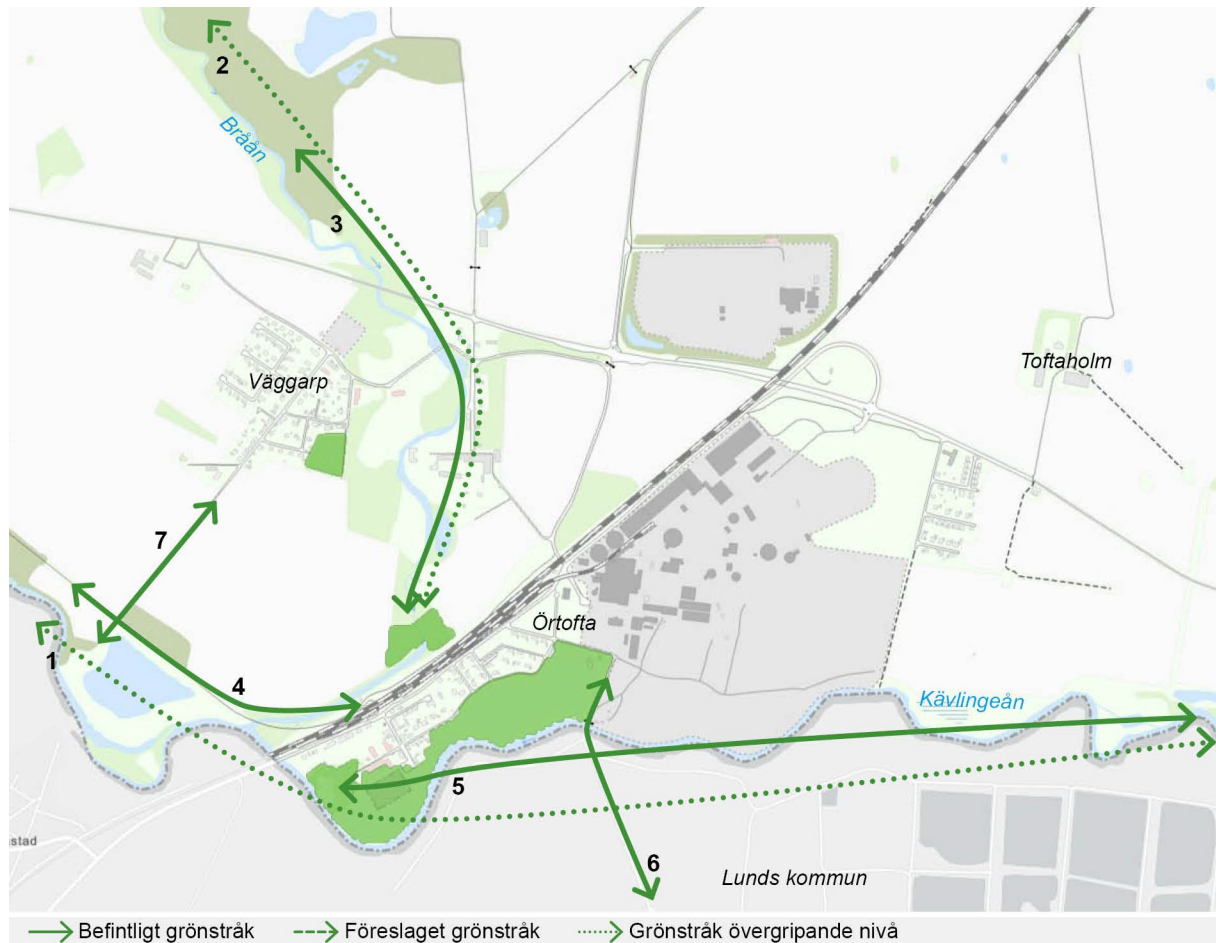 2
Bråån
3
Väggarp
Toftaholm
7
1
4
Örtofta
Kävlingeån
5
stad
6
Lunds kommun
Befintligt grönstråk
Föreslaget grönstråk
Grönstråk övergripande nivå